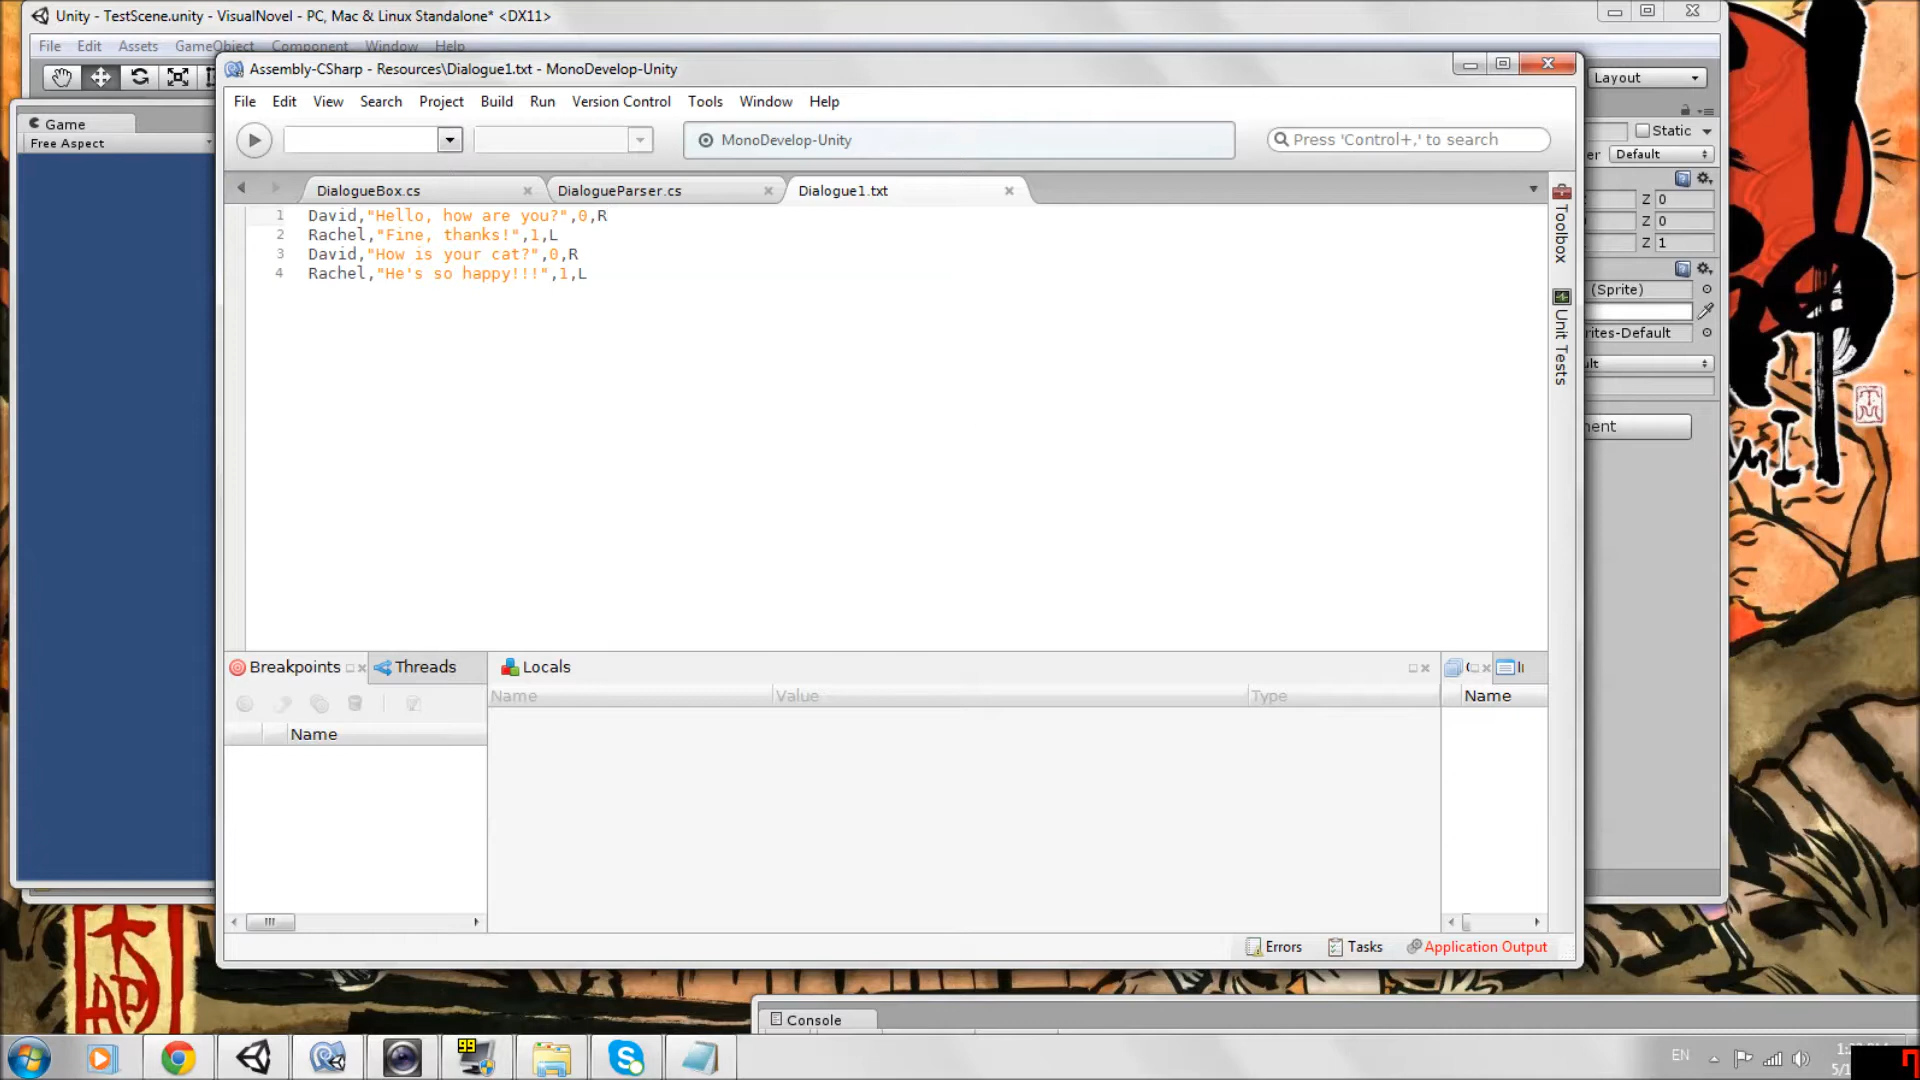 Unity - TestScene.unity - VisualNovel - PC, Mac & Linux Standalone* <DX11>
File Edit Assets GameObject Component Window Help
Layout
Game
Free Aspect
Static
Default
Z 0
Z 0
Z 1
(Sprite)
rites-Default
Assembly-CSharp - Resources\Dialogue1.txt - MonoDevelop-Unity
File Edit View Search Project Build Run Version Control Tools Window Help
MonoDevelop-Unity
Press 'Control+,' to search
DialogueBox.cs DialogueParser.cs Dialogue1.txt
1 David,"Hello, how are you?",0,R
2 Rachel,"Fine, thanks!",1,L
3 David,"How is your cat?",0,R
4 Rachel,"He's so happy!!!",1,L
Toolbox
Unit Tests
Breakpoints Threads Locals
Name Value Type
Name
Name
Errors Tasks Application Output
Console
99
EN